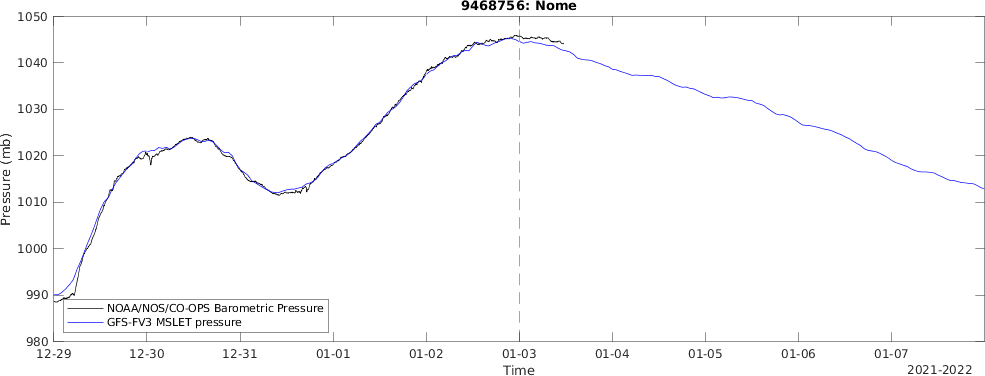 9468756: Nome
1050
1040
1030
1020
1010
1000
990
980
Pressure (mb)
NOAA/NOS/CO-OPS Barometric Pressure
GFS-FV3 MSLET pressure
12-29 12-30 12-31 01-01 01-02 01-03 01-04 01-05 01-06 01-07
Time
2021-2022